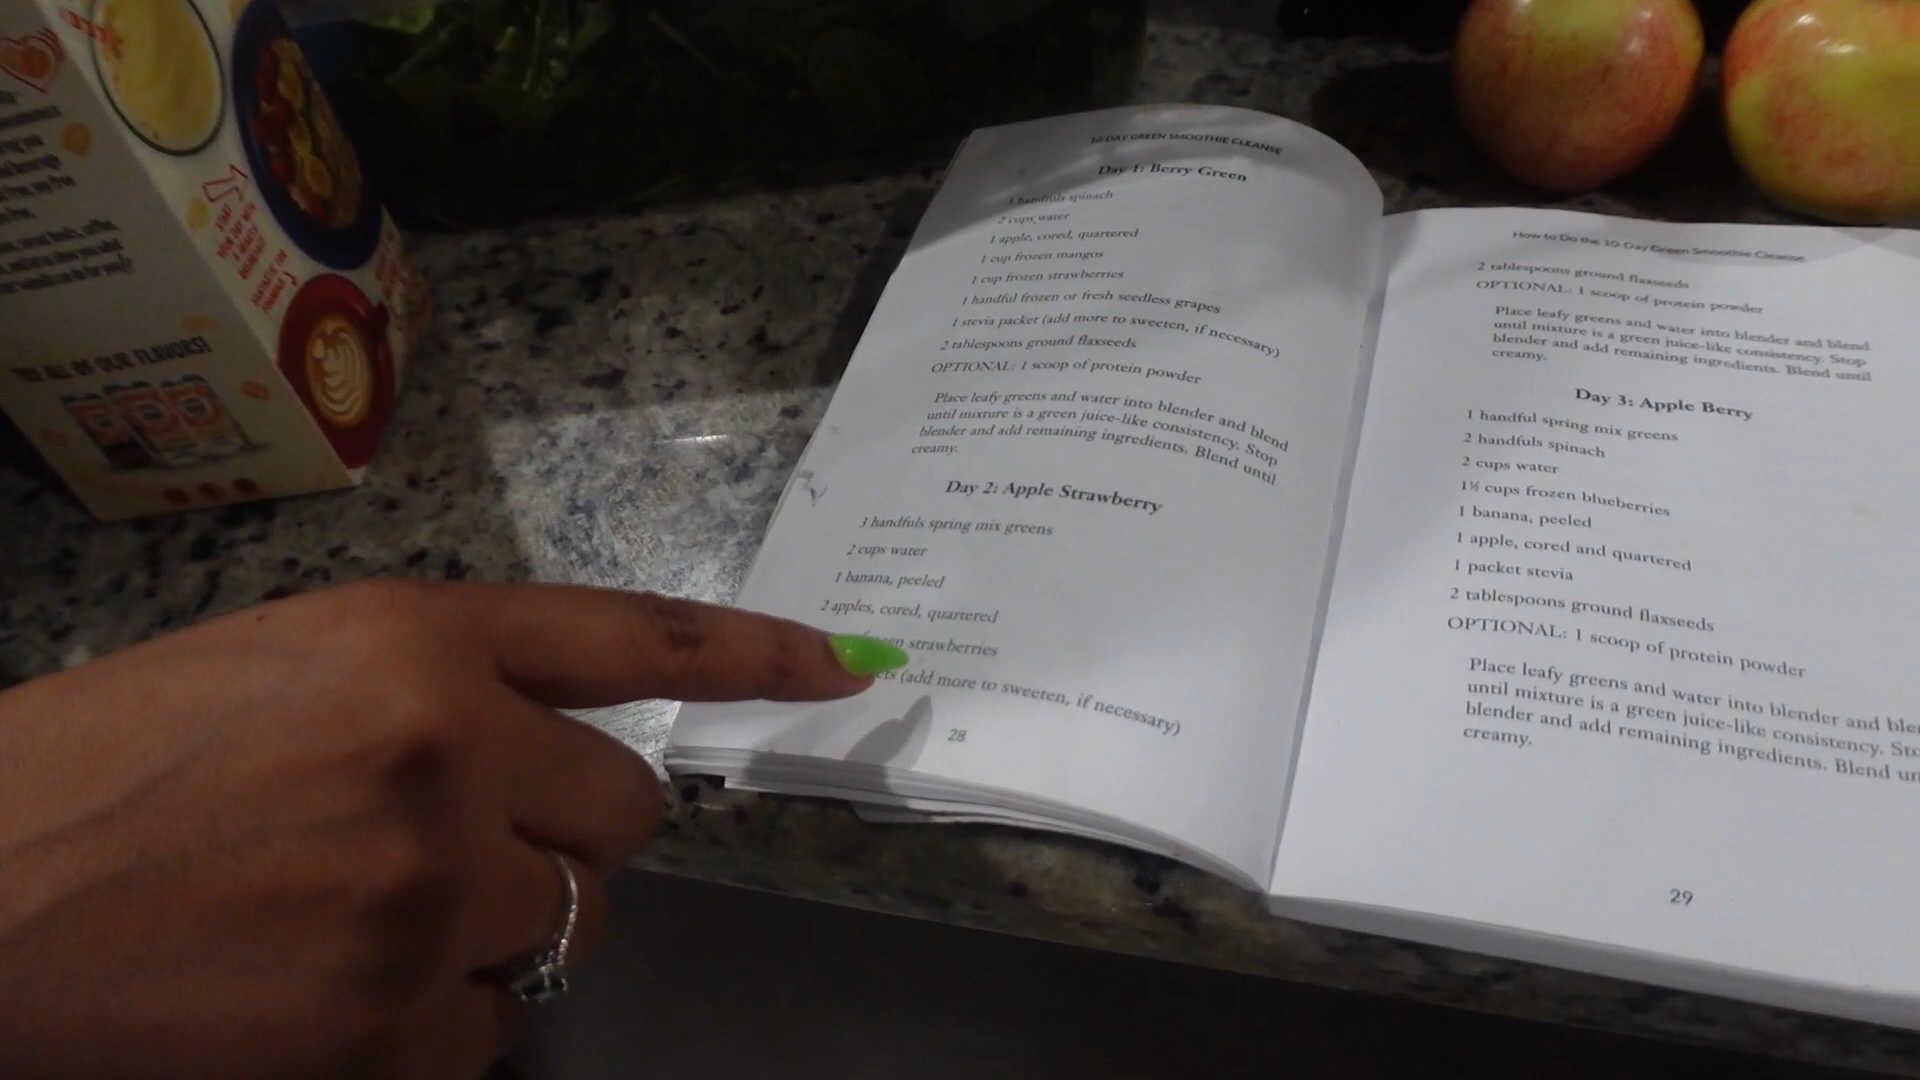 TRY ALL OF OUR FLAVORS!
START
YOUR DAY WITH
A HEARTY
BREAKFAST
10-DAY GREEN SMOOTHIE CLEANSE
Day 1: Berry Green
3 handfuls spinach
2 cups water
1 apple, cored, quartered
1 cup frozen mangos
1 cup frozen strawberries
1 handful frozen or fresh seedless grapes
1 stevia packet (add more to sweeten, if necessary)
2 tablespoons ground flaxseeds
OPTIONAL: 1 scoop of protein powder
Place leafy greens and water into blender and blend
until mixture is a green juice-like consistency. Stop
blender and add remaining ingredients. Blend until
creamy.
Day 2: Apple Strawberry
3 handfuls spring mix greens
2 cups water
1 banana, peeled
2 apples, cored, quartered
strawberries
(add more to sweeten, if necessary)
28
How to Do the 10-Day Green Smoothie Cleanse
2 tablespoons ground flaxseeds
OPTIONAL: 1 scoop of protein powder
Place leafy greens and water into blender and blend
until mixture is a green juice-like consistency. Stop
blender and add remaining ingredients. Blend until
creamy.
Day 3: Apple Berry
1 handful spring mix greens
2 handfuls spinach
2 cups water
1½ cups frozen blueberries
1 banana, peeled
1 apple, cored and quartered
1 packet stevia
2 tablespoons ground flaxseeds
OPTIONAL: 1 scoop of protein powder
Place leafy greens and water into blender and
until mixture is a green juice-like consistency.
blender and add remaining ingredients. Blend
creamy.
29